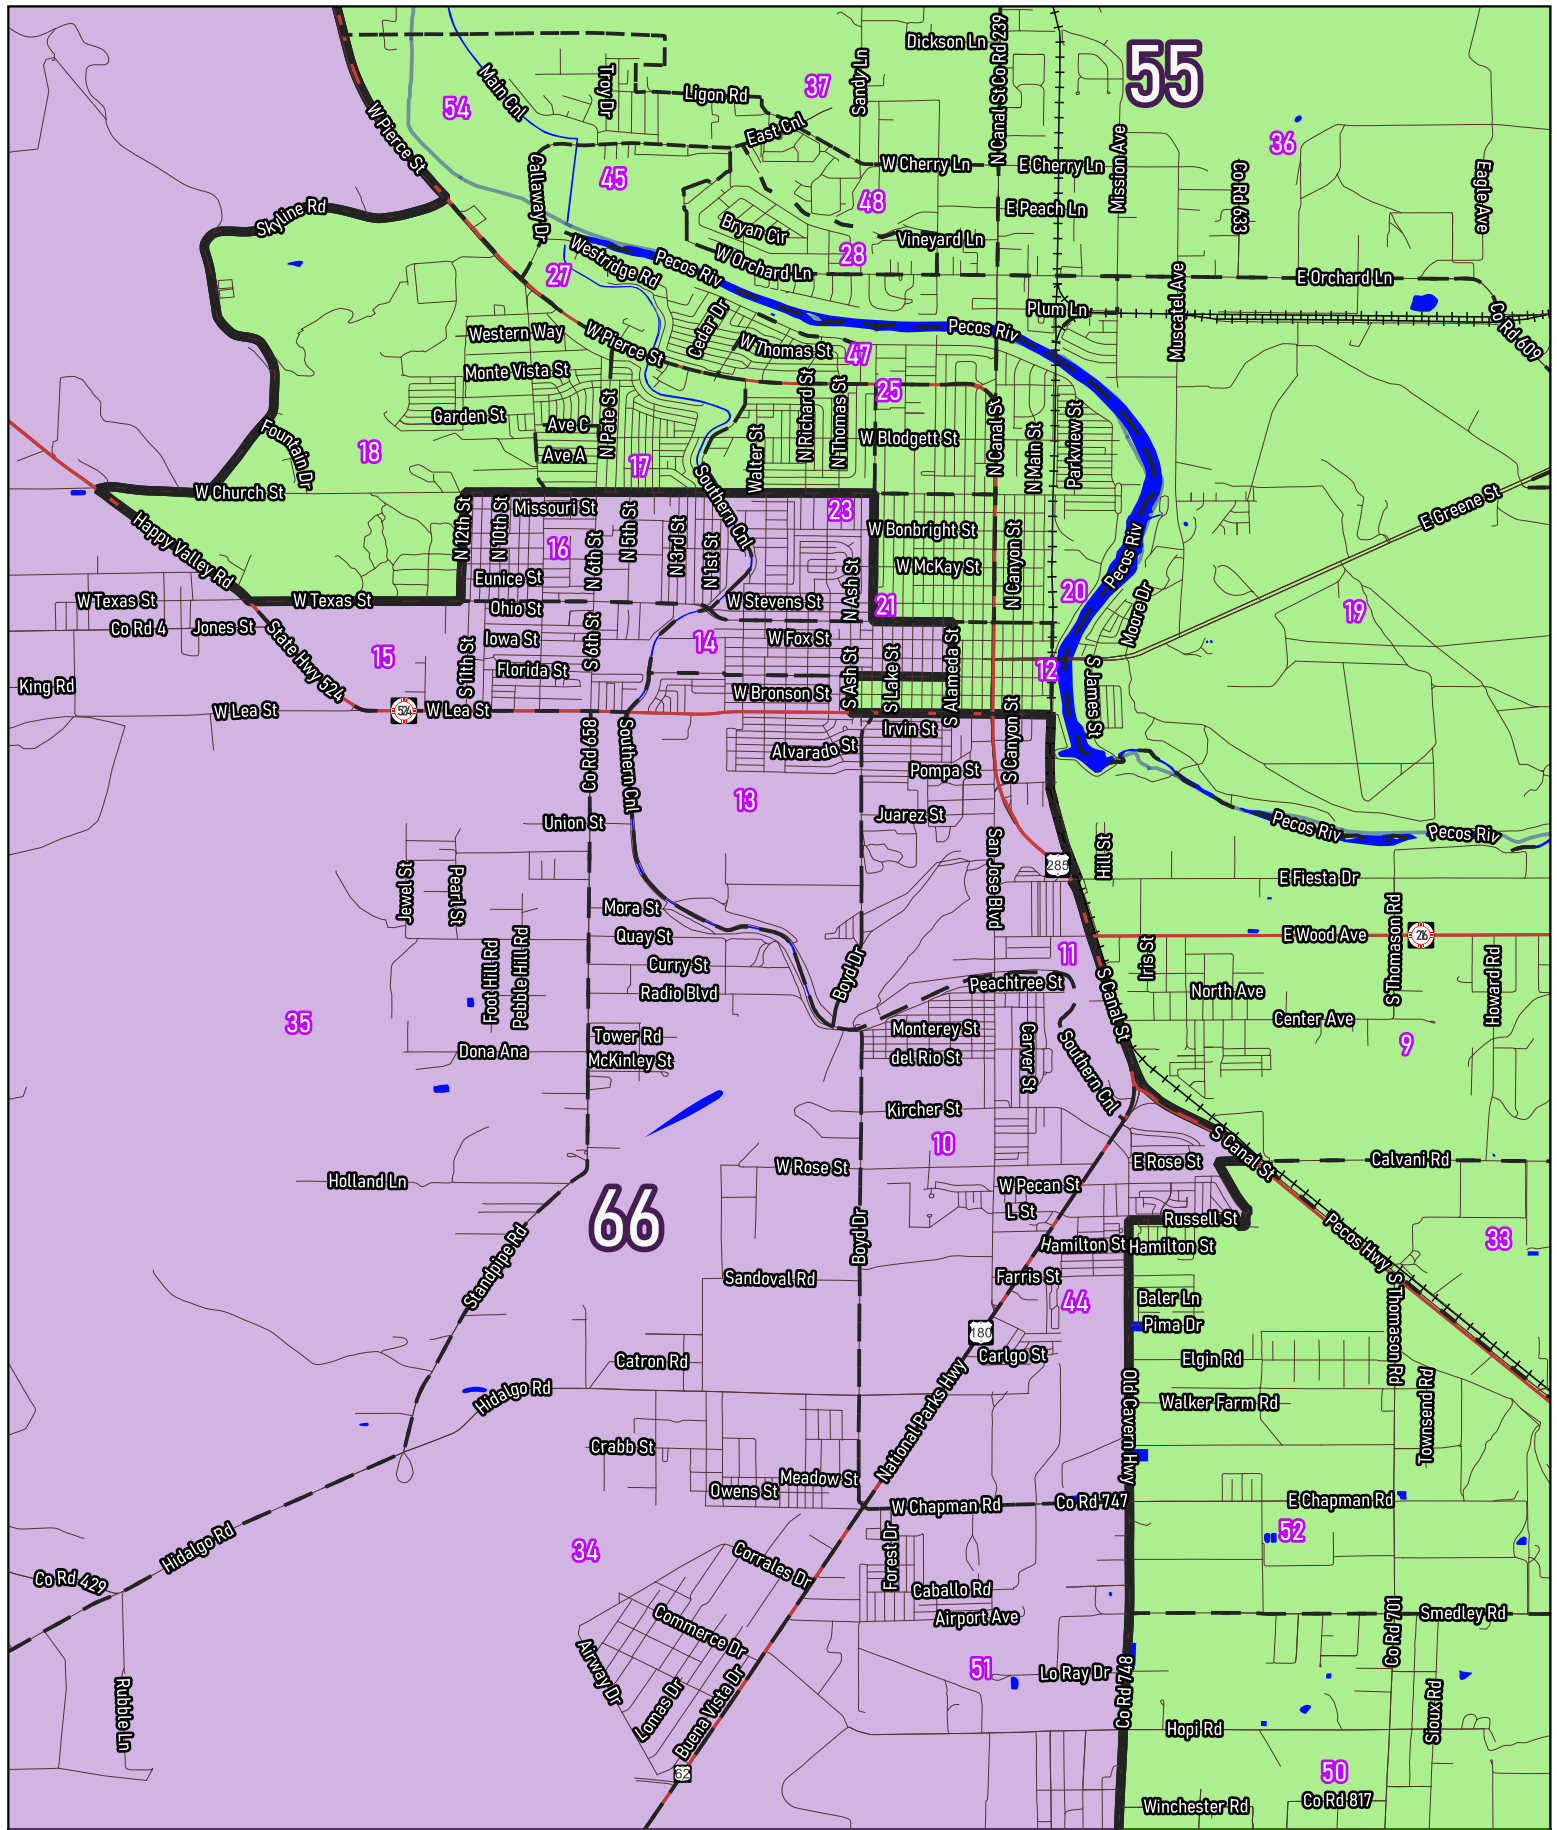 Dickson Ln
N Canal St Co Rd 239
55
Sandy Ln
37
Troy Dr
Ligon Rd
Main Cnl
54
W Pierce St
East Cnl
36
Mission Ave
W Cherry Ln
E Cherry Ln
Co Rd 493
Eagle Ave
Callaway Dr
45
48
Skyline Rd
E Peach Ln
Bryan Cir
Vineyard Ln
28
Westridge Rd
W Orchard Ln
Pecos Riv
27
E Orchard Ln
Muscatel Ave
Plum Ln
Co Rd 609
Pecos Riv
Western Way
W Pierce St
Cedar Dr
W Thomas St
47
Monte Vista St
25
N Richard St
N Thomas St
Garden St
Ave C
N Pate St
W Blodgett St
N Canal St
N Main St
Parkview St
Fountain Dr
18
Ave A
17
Walter St
W Church St
Southern Cnl
Missouri St
23
E Greene St
Happy Valley Rd
N 12th St
N 10th St
16
N 6th St
N 5th St
N 3rd St
N 1st St
W Bonbright St
N Canyon St
Pecos Riv
W McKay St
Eunice St
N Ash St
20
W Texas St
W Texas St
Ohio St
W Stevens St
21
Moore Dr
19
Co Rd 4
Jones St
Iowa St
S 6th St
W Fox St
14
15
State Hwy 524
S 11th St
Florida St
S Ash St
S Lake St
S Alameda St
12
S James St
King Rd
W Bronson St
W Lea St
524
W Lea St
Irvin St
S Canyon St
Co Rd 658
Southern Cnl
Alvarado St
Pompa St
13
Juarez St
Union St
Pecos Riv
Pecos Riv
San Jose Blvd
285
Hill St
E Fiesta Dr
Jewel St
Pearl St
Mora St
S Thomason Rd
Quay St
E Wood Ave
216
Foot Hill Rd
Pebble Hill Rd
Curry St
Boyd Dr
11
Iris St
Howard Rd
Radio Blvd
Peachtree St
S Canal St
North Ave
35
Tower Rd
Monterey St
Center Ave
9
Dona Ana
McKinley St
del Rio St
Carver St
Southern Cnl
Kircher St
10
S Canal St
Holland Ln
W Rose St
E Rose St
Calvani Rd
W Pecan St
66
L St
Russell St
Boyd Dr
Hamilton St
Hamilton St
Pecos Hwy
33
Standpipe Rd
Sandoval Rd
Farris St
44
Baler Ln
S Thomason Rd
180
Pima Dr
Catron Rd
Carlgo St
Elgin Rd
Hidalgo Rd
National Parks Hwy
Old Cavern Hwy
Walker Farm Rd
Townsend Rd
Crabb St
Meadow St
Owens St
W Chapman Rd
Co Rd 747
E Chapman Rd
Hidalgo Rd
34
Forest Dr
52
Co Rd 429
Corrales Dr
Caballo Rd
Commerce Dr
Airport Ave
Co Rd 701
Smedley Rd
Airway Dr
51
Lo Ray Dr
Rubble Ln
Lomas Dr
Buena Vista Dr
Co Rd 748
Hopi Rd
Sioux Rd
62
50
Winchester Rd
Co Rd 817